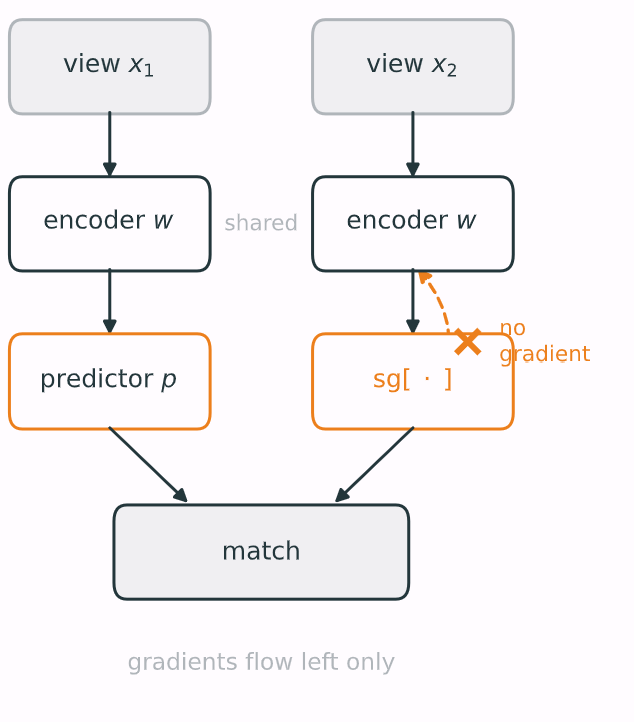 view x₁
view x₂
encoder w
shared
encoder w
no
gradient
predictor p
sg[ · ]
match
gradients flow left only